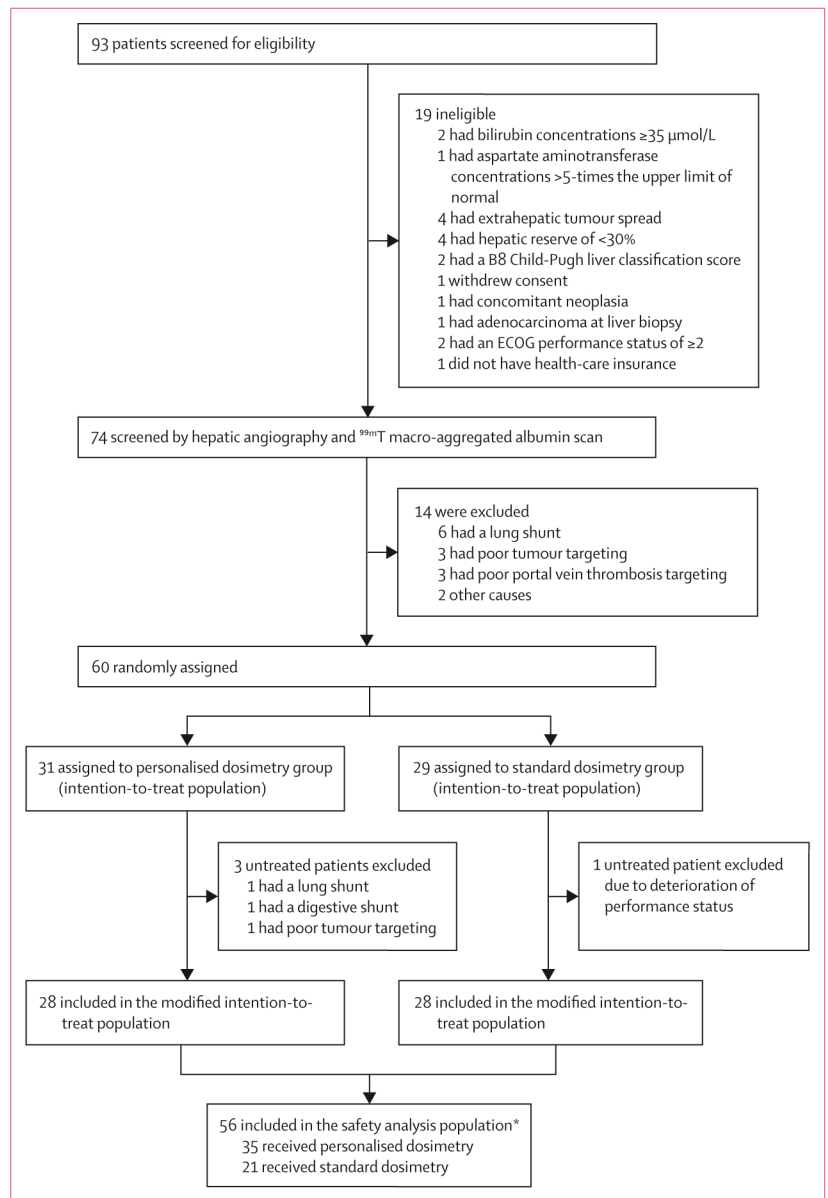 93 patients screened for eligibility
19 ineligible
2 had bilirubin concentrations ≥35 μmol/L
1 had aspartate aminotransferase
concentrations >5-times the upper limit of
normal
4 had extrahepatic tumour spread
4 had hepatic reserve of <30%
2 had a B8 Child-Pugh liver classification score
1 withdrew consent
1 had concomitant neoplasia
1 had adenocarcinoma at liver biopsy
2 had an ECOG performance status of ≥2
1 did not have health-care insurance
74 screened by hepatic angiography and ⁹⁹ᵐT macro-aggregated albumin scan
14 were excluded
6 had a lung shunt
3 had poor tumour targeting
3 had poor portal vein thrombosis targeting
2 other causes
60 randomly assigned
31 assigned to personalised dosimetry group
(intention-to-treat population)
29 assigned to standard dosimetry group
(intention-to-treat population)
3 untreated patients excluded
1 had a lung shunt
1 had a digestive shunt
1 had poor tumour targeting
1 untreated patient excluded
due to deterioration of
performance status
28 included in the modified intention-to-
treat population
28 included in the modified intention-to-
treat population
56 included in the safety analysis population*
35 received personalised dosimetry
21 received standard dosimetry